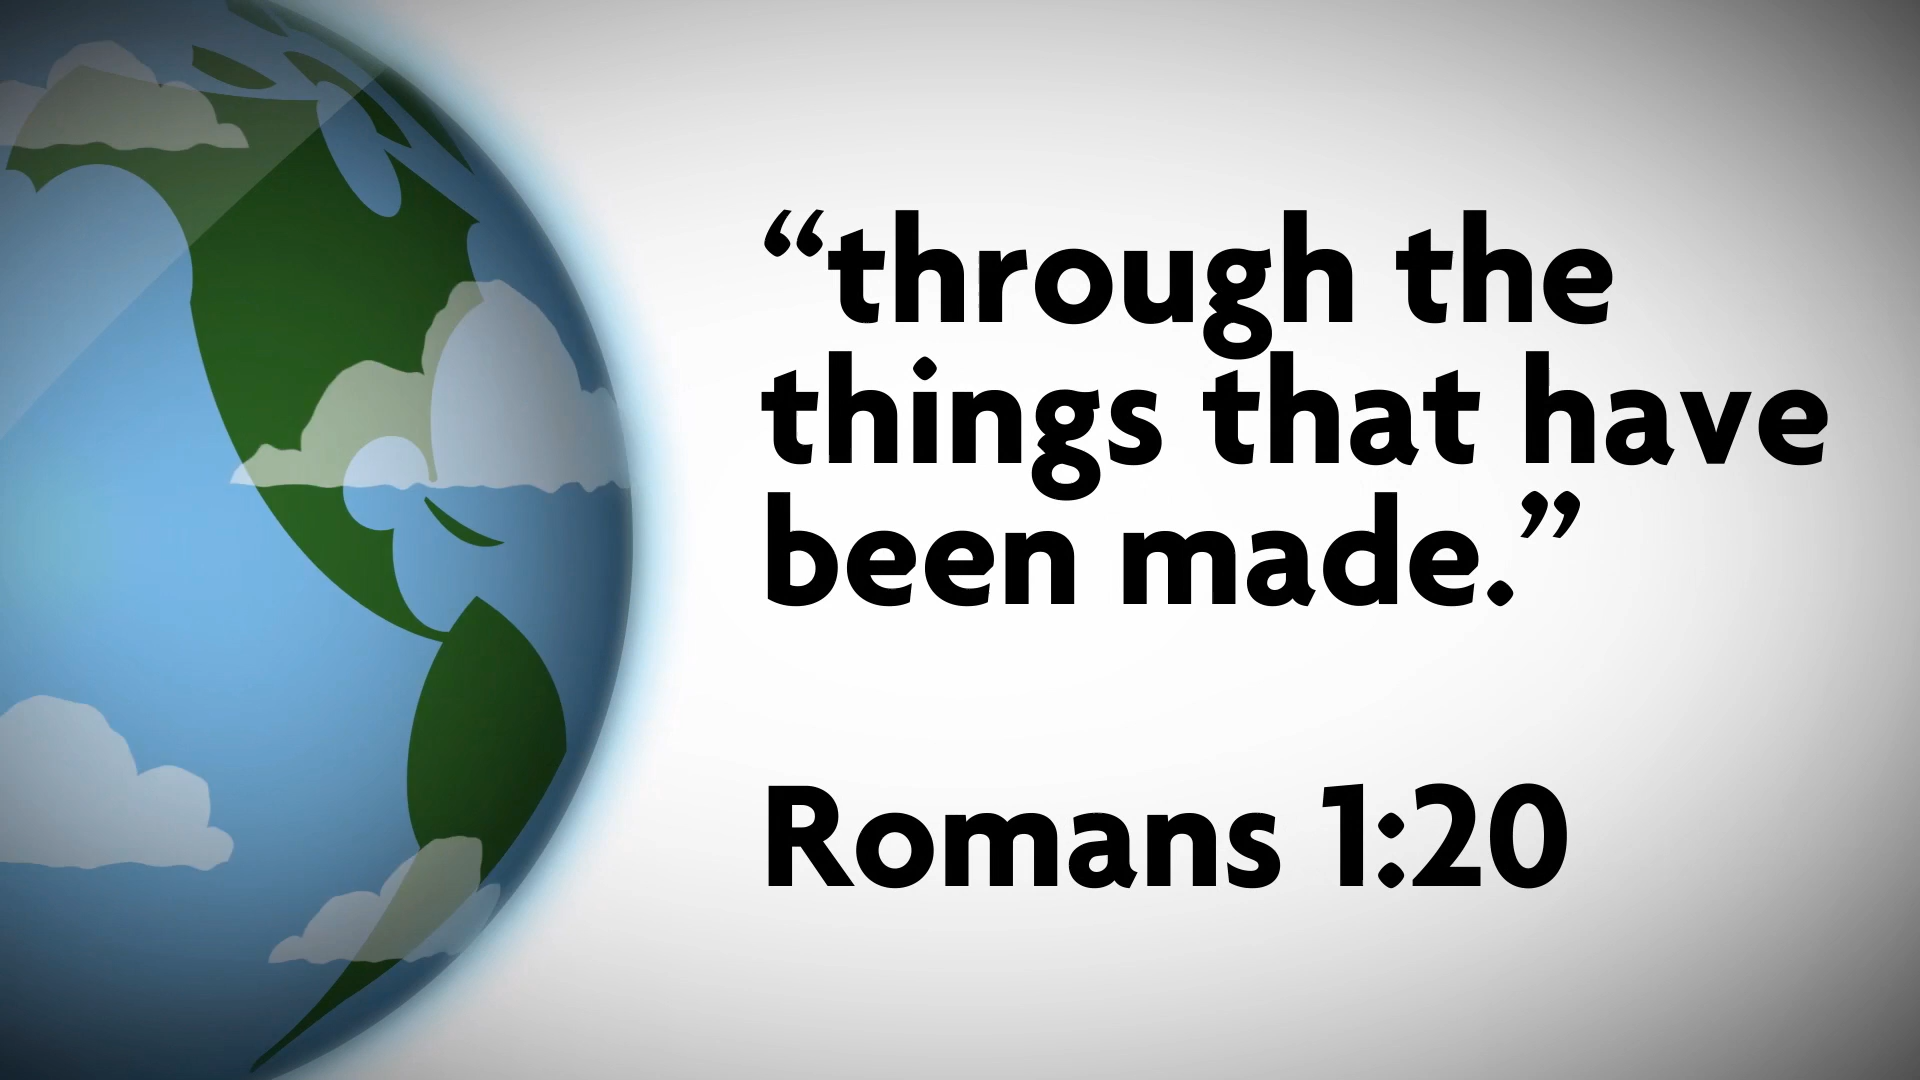 “through the
things that have
been made.”
Romans 1:20